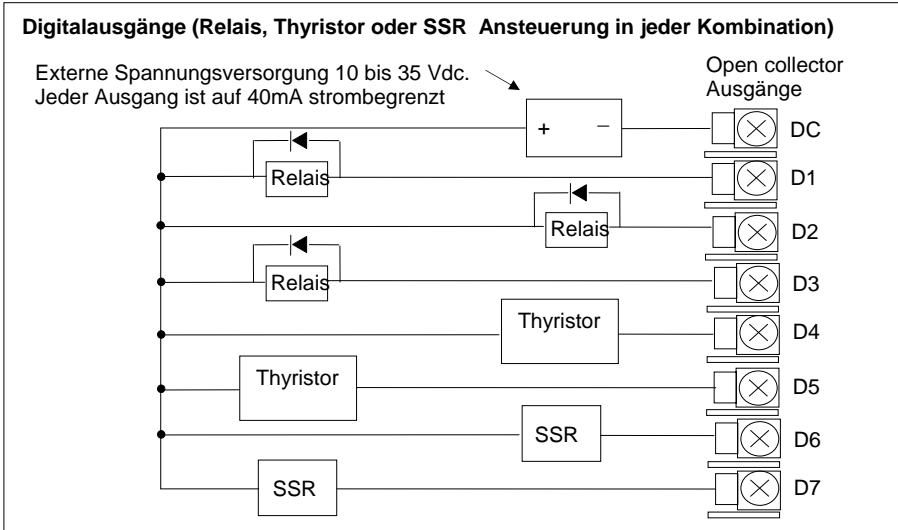 Digitalausgänge (Relais, Thyristor oder SSR Ansteuerung in jeder Kombination)
Externe Spannungsversorgung 10 bis 35 Vdc.
Jeder Ausgang ist auf 40mA strombegrenzt
Open collector
Ausgänge
+ −
DC
Relais
D1
Relais
D2
Relais
D3
Thyristor
D4
Thyristor
D5
SSR
D6
SSR
D7